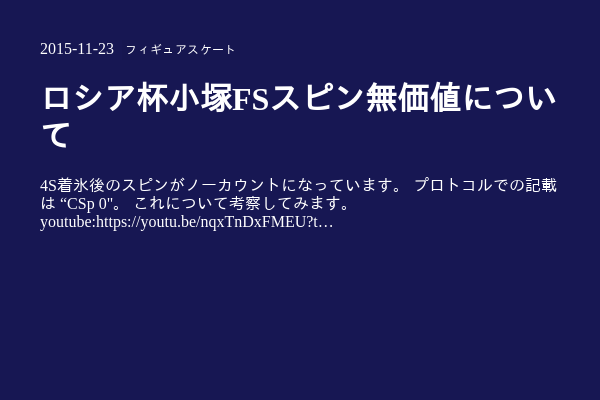 2015-11-23 フィギュアスケート
ロシア杯小塚FSスピン無価値につい
て
4S着氷後のスピンがノーカウントになっています。 プロトコルでの記載
は “CSp 0"。 これについて考察してみます。
youtube:https://youtu.be/nqxTnDxFMEU?t…